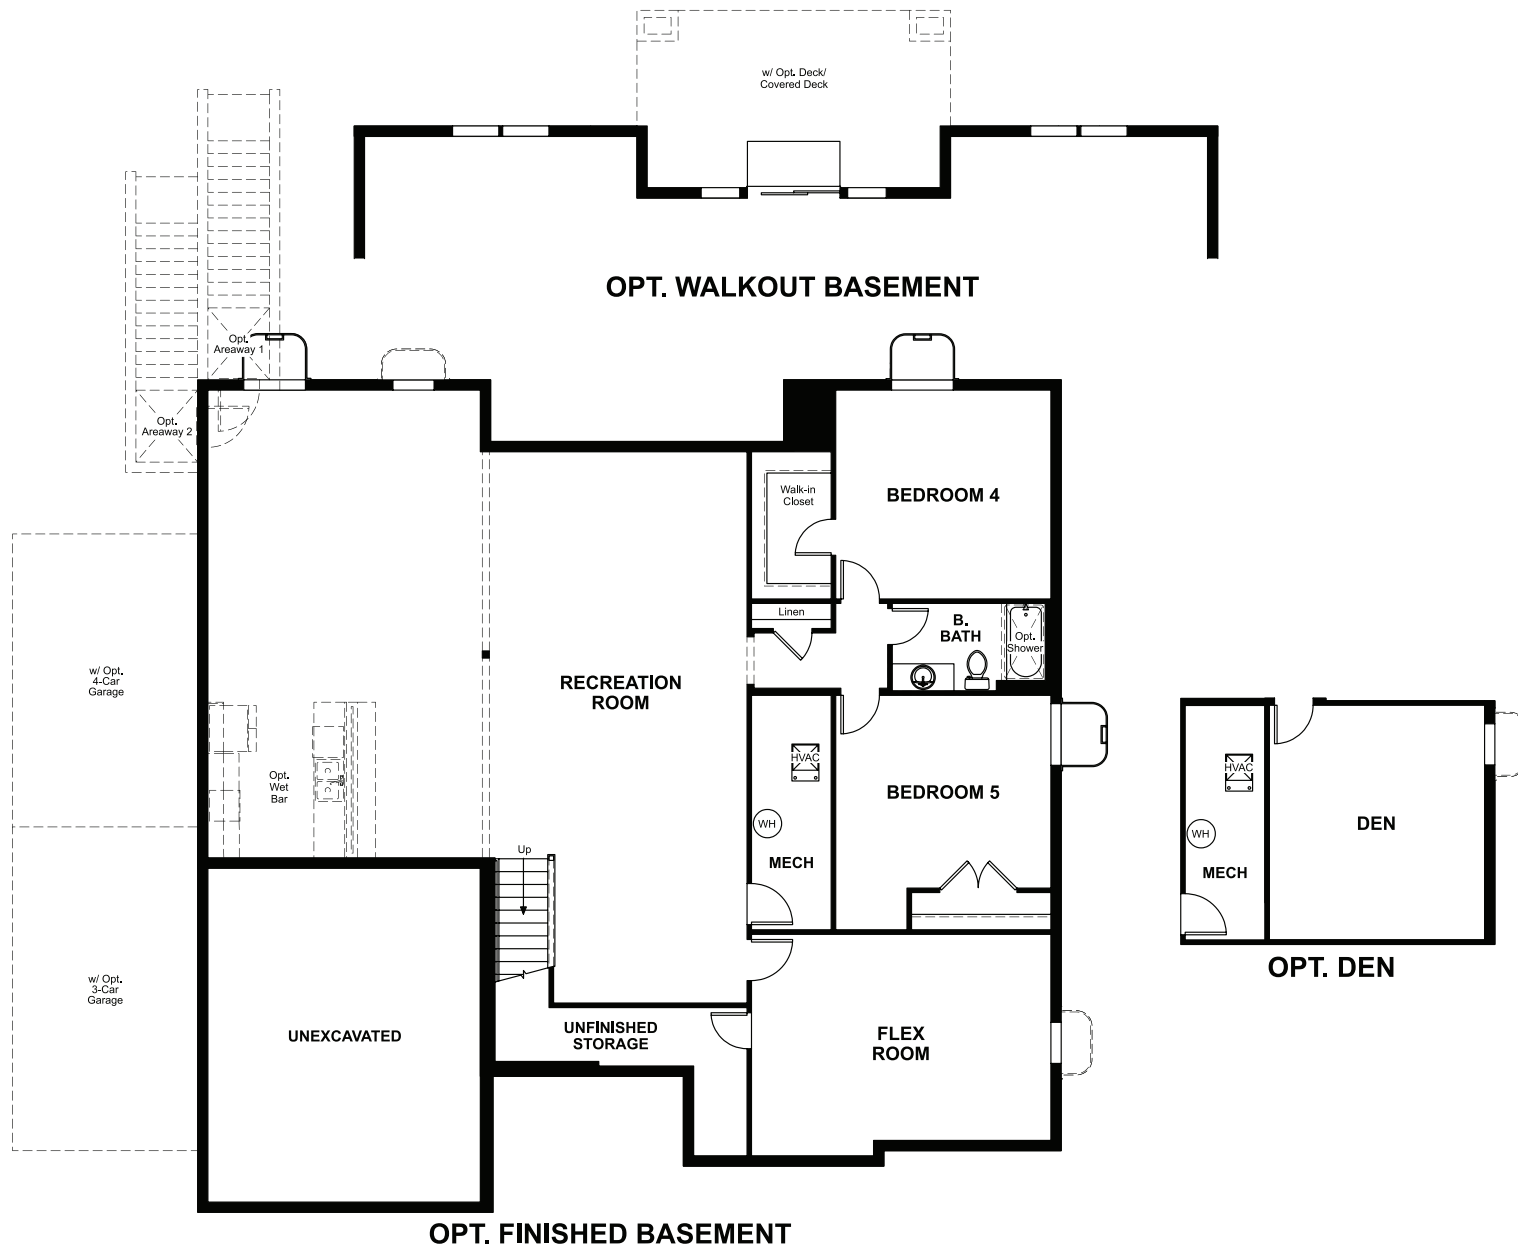 w/ Opt. Deck/
Covered Deck
OPT. WALKOUT BASEMENT
Opt.
Areaway 1
Opt.
Areaway 2
Walk-in
Closet
BEDROOM 4
Linen
B.
BATH
Opt.
Shower
w/ Opt.
4-Car
Garage
RECREATION
ROOM
Opt.
Wet
Bar
HVAC
WH
MECH
BEDROOM 5
Up
HVAC
WH
MECH
DEN
OPT. DEN
w/ Opt.
3-Car
Garage
UNEXCAVATED
UNFINISHED
STORAGE
FLEX
ROOM
OPT. FINISHED BASEMENT